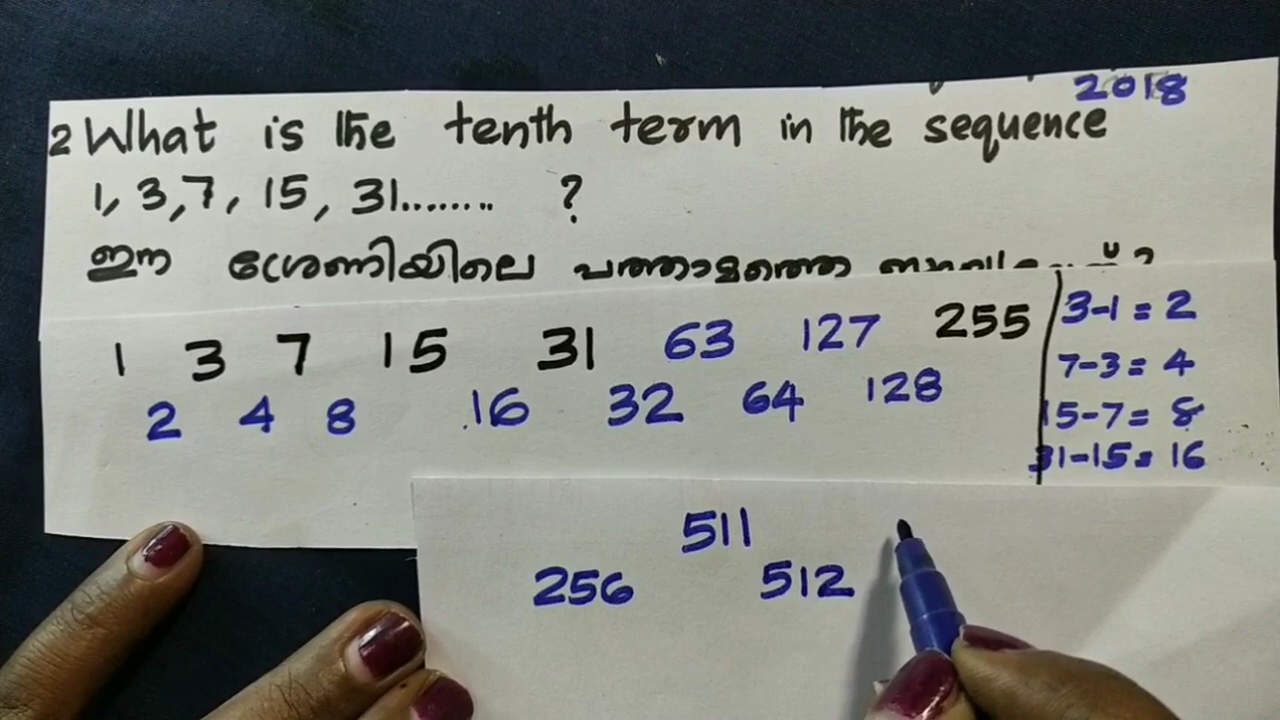 2018
2 What is the tenth term in the sequence
1, 3, 7, 15, 31....... ?
ഈ ശ്രേണിയിലെ പത്താമത്തെ
1 3 7 15 31 63 127 255
2 4 8 16 32 64 128
3-1 = 2
7-3 = 4
15-7 = 8
31-15 = 16
511
256 512